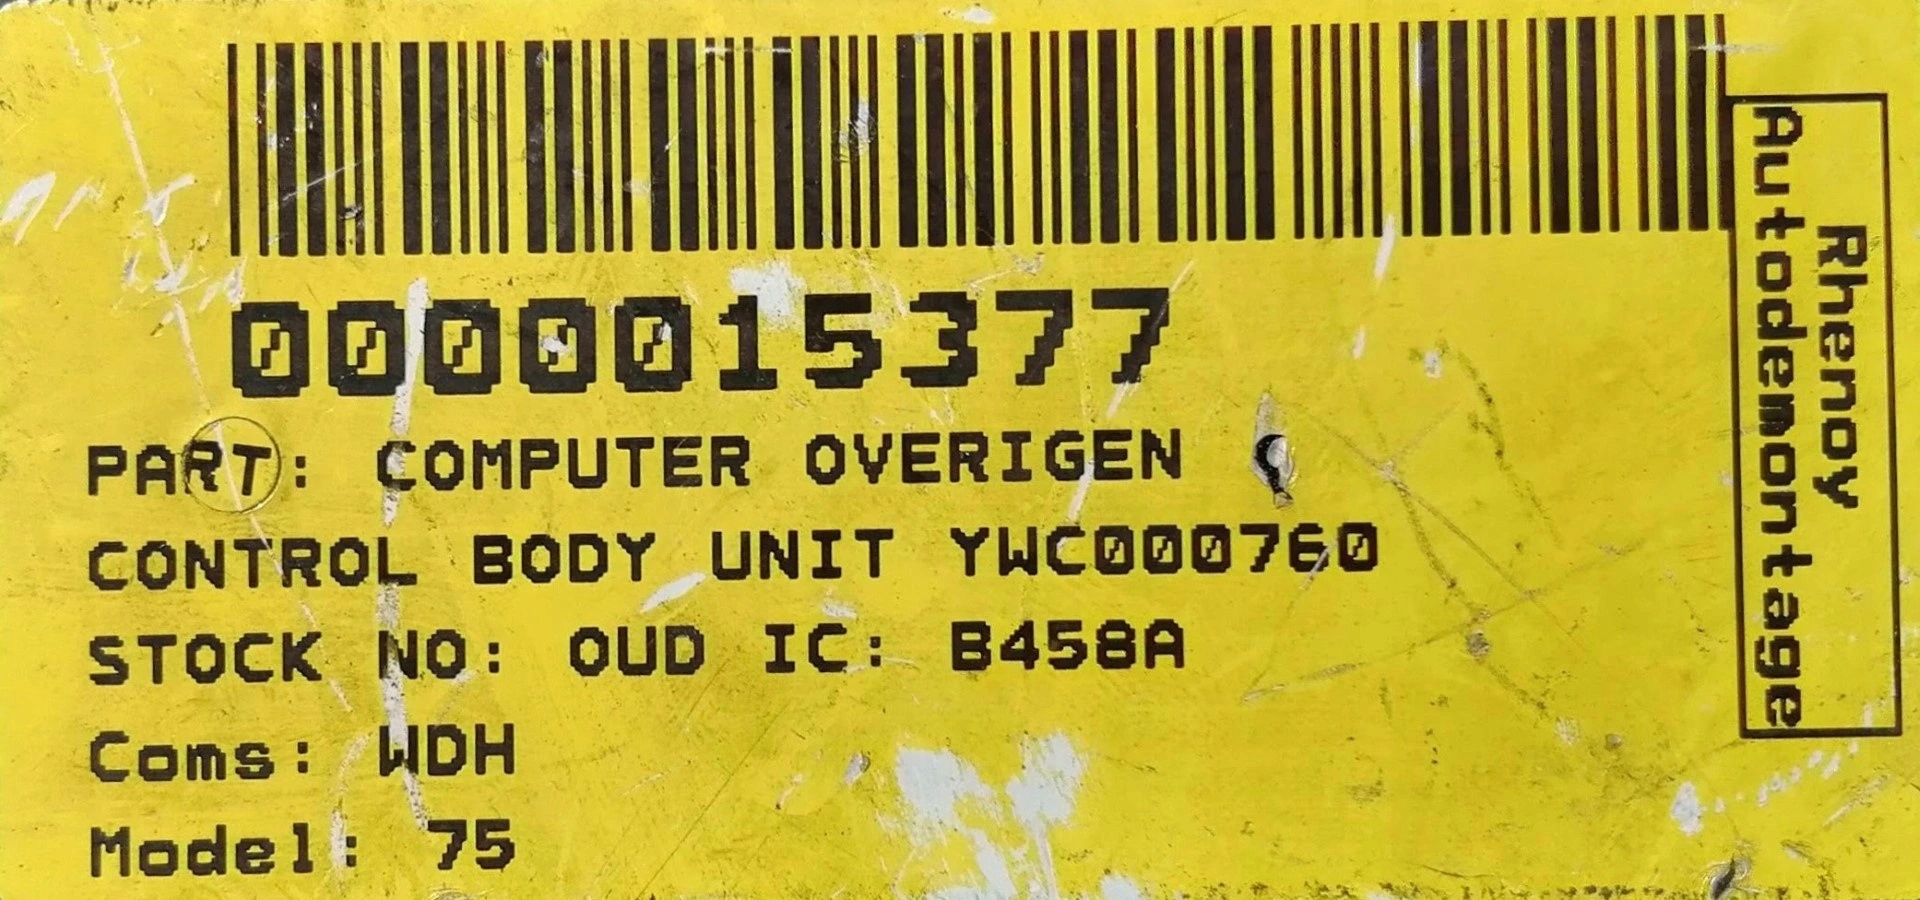 0000015377
PART: COMPUTER OVERIGEN
CONTROL BODY UNIT YWC000760
STOCK NO: OUD IC: B458A
Coms: WDH
Model: 75
Rhenoy
Autodemontage